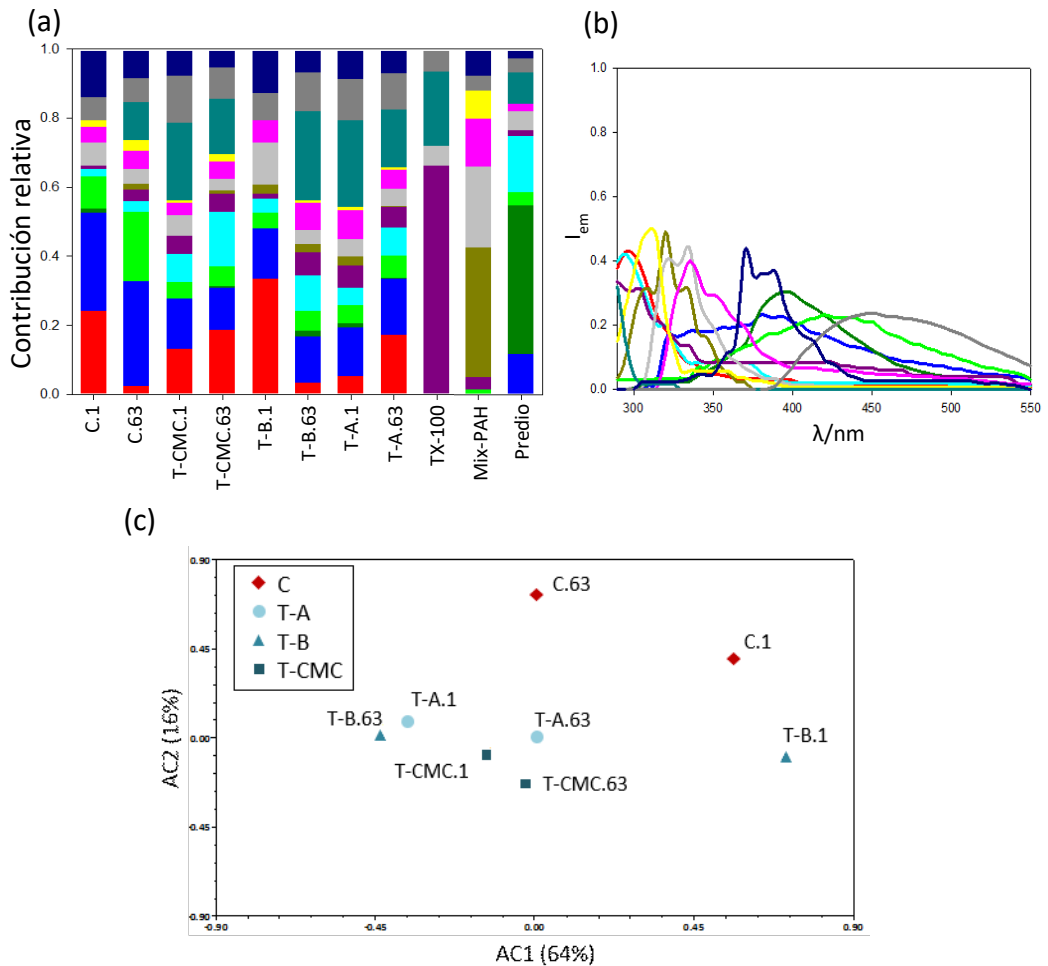 (a)
Contribución relativa
1.0
0.8
0.6
0.4
0.2
0.0
C.1
C.63
T-CMC.1
T-CMC.63
T-B.1
T-B.63
T-A.1
T-A.63
TX-100
Mix-PAH
Predio
(b)
I_em
1.0
0.8
0.6
0.4
0.2
0.0
300
350
400
450
500
550
λ/nm
(c)
AC2 (16%)
0.90
0.45
0.00
-0.45
-0.90
C
T-A
T-B
T-CMC
C.63
C.1
T-A.1
T-B.63
T-A.63
T-B.1
T-CMC.1
T-CMC.63
-0.90
-0.45
0.00
0.45
0.90
AC1 (64%)